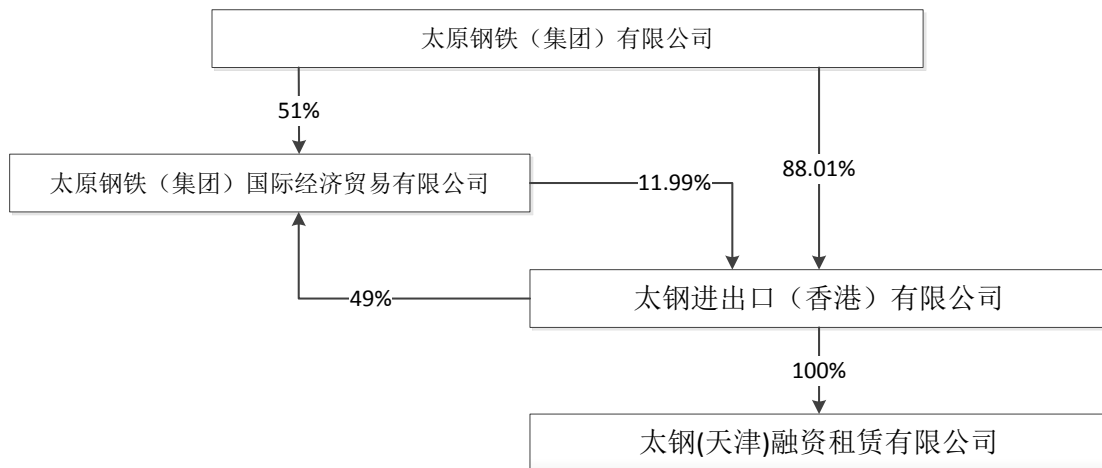 太原钢铁（集团）有限公司
51%
太原钢铁（集团）国际经济贸易有限公司
11.99%
88.01%
太钢进出口（香港）有限公司
49%
100%
太钢(天津)融资租赁有限公司